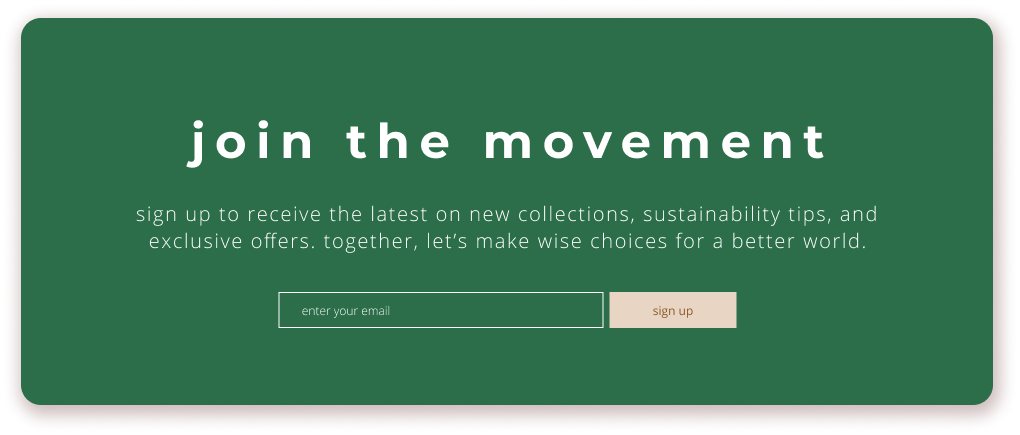 join the movement
sign up to receive the latest on new collections, sustainability tips, and
exclusive offers. together, let’s make wise choices for a better world.
enter your email
sign up